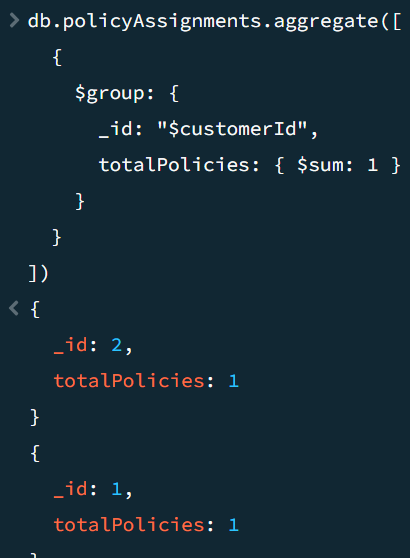 > db.policyAssignments.aggregate([
{
$group: {
_id: "$customerId",
totalPolicies: { $sum: 1 }
}
}
])
< {
_id: 2,
totalPolicies: 1
}
{
_id: 1,
totalPolicies: 1
}